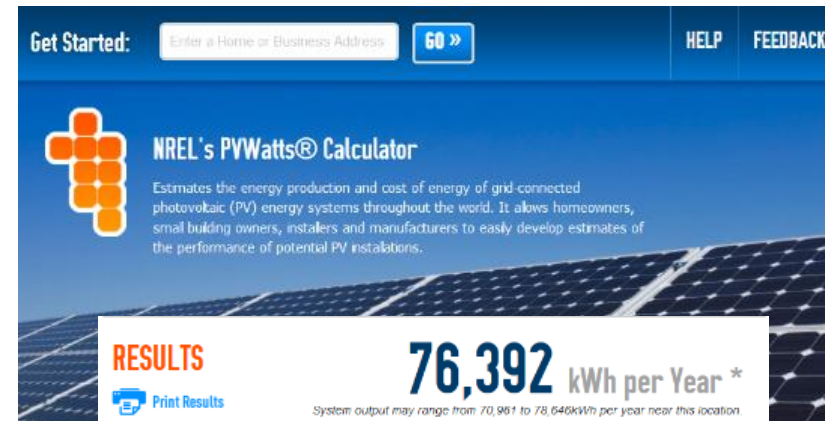 Get Started:
Enter a Home or Business Address
GO »
HELP
FEEDBACK
NREL's PVWatts® Calculator
Estimates the energy production and cost of energy of grid-connected
photovoltaic (PV) energy systems throughout the world. It allows homeowners,
small building owners, installers and manufacturers to easily develop estimates of
the performance of potential PV installations.
RESULTS
76,392 kWh per Year *
Print Results
System output may range from 70,961 to 78,646kWh per year near this location.